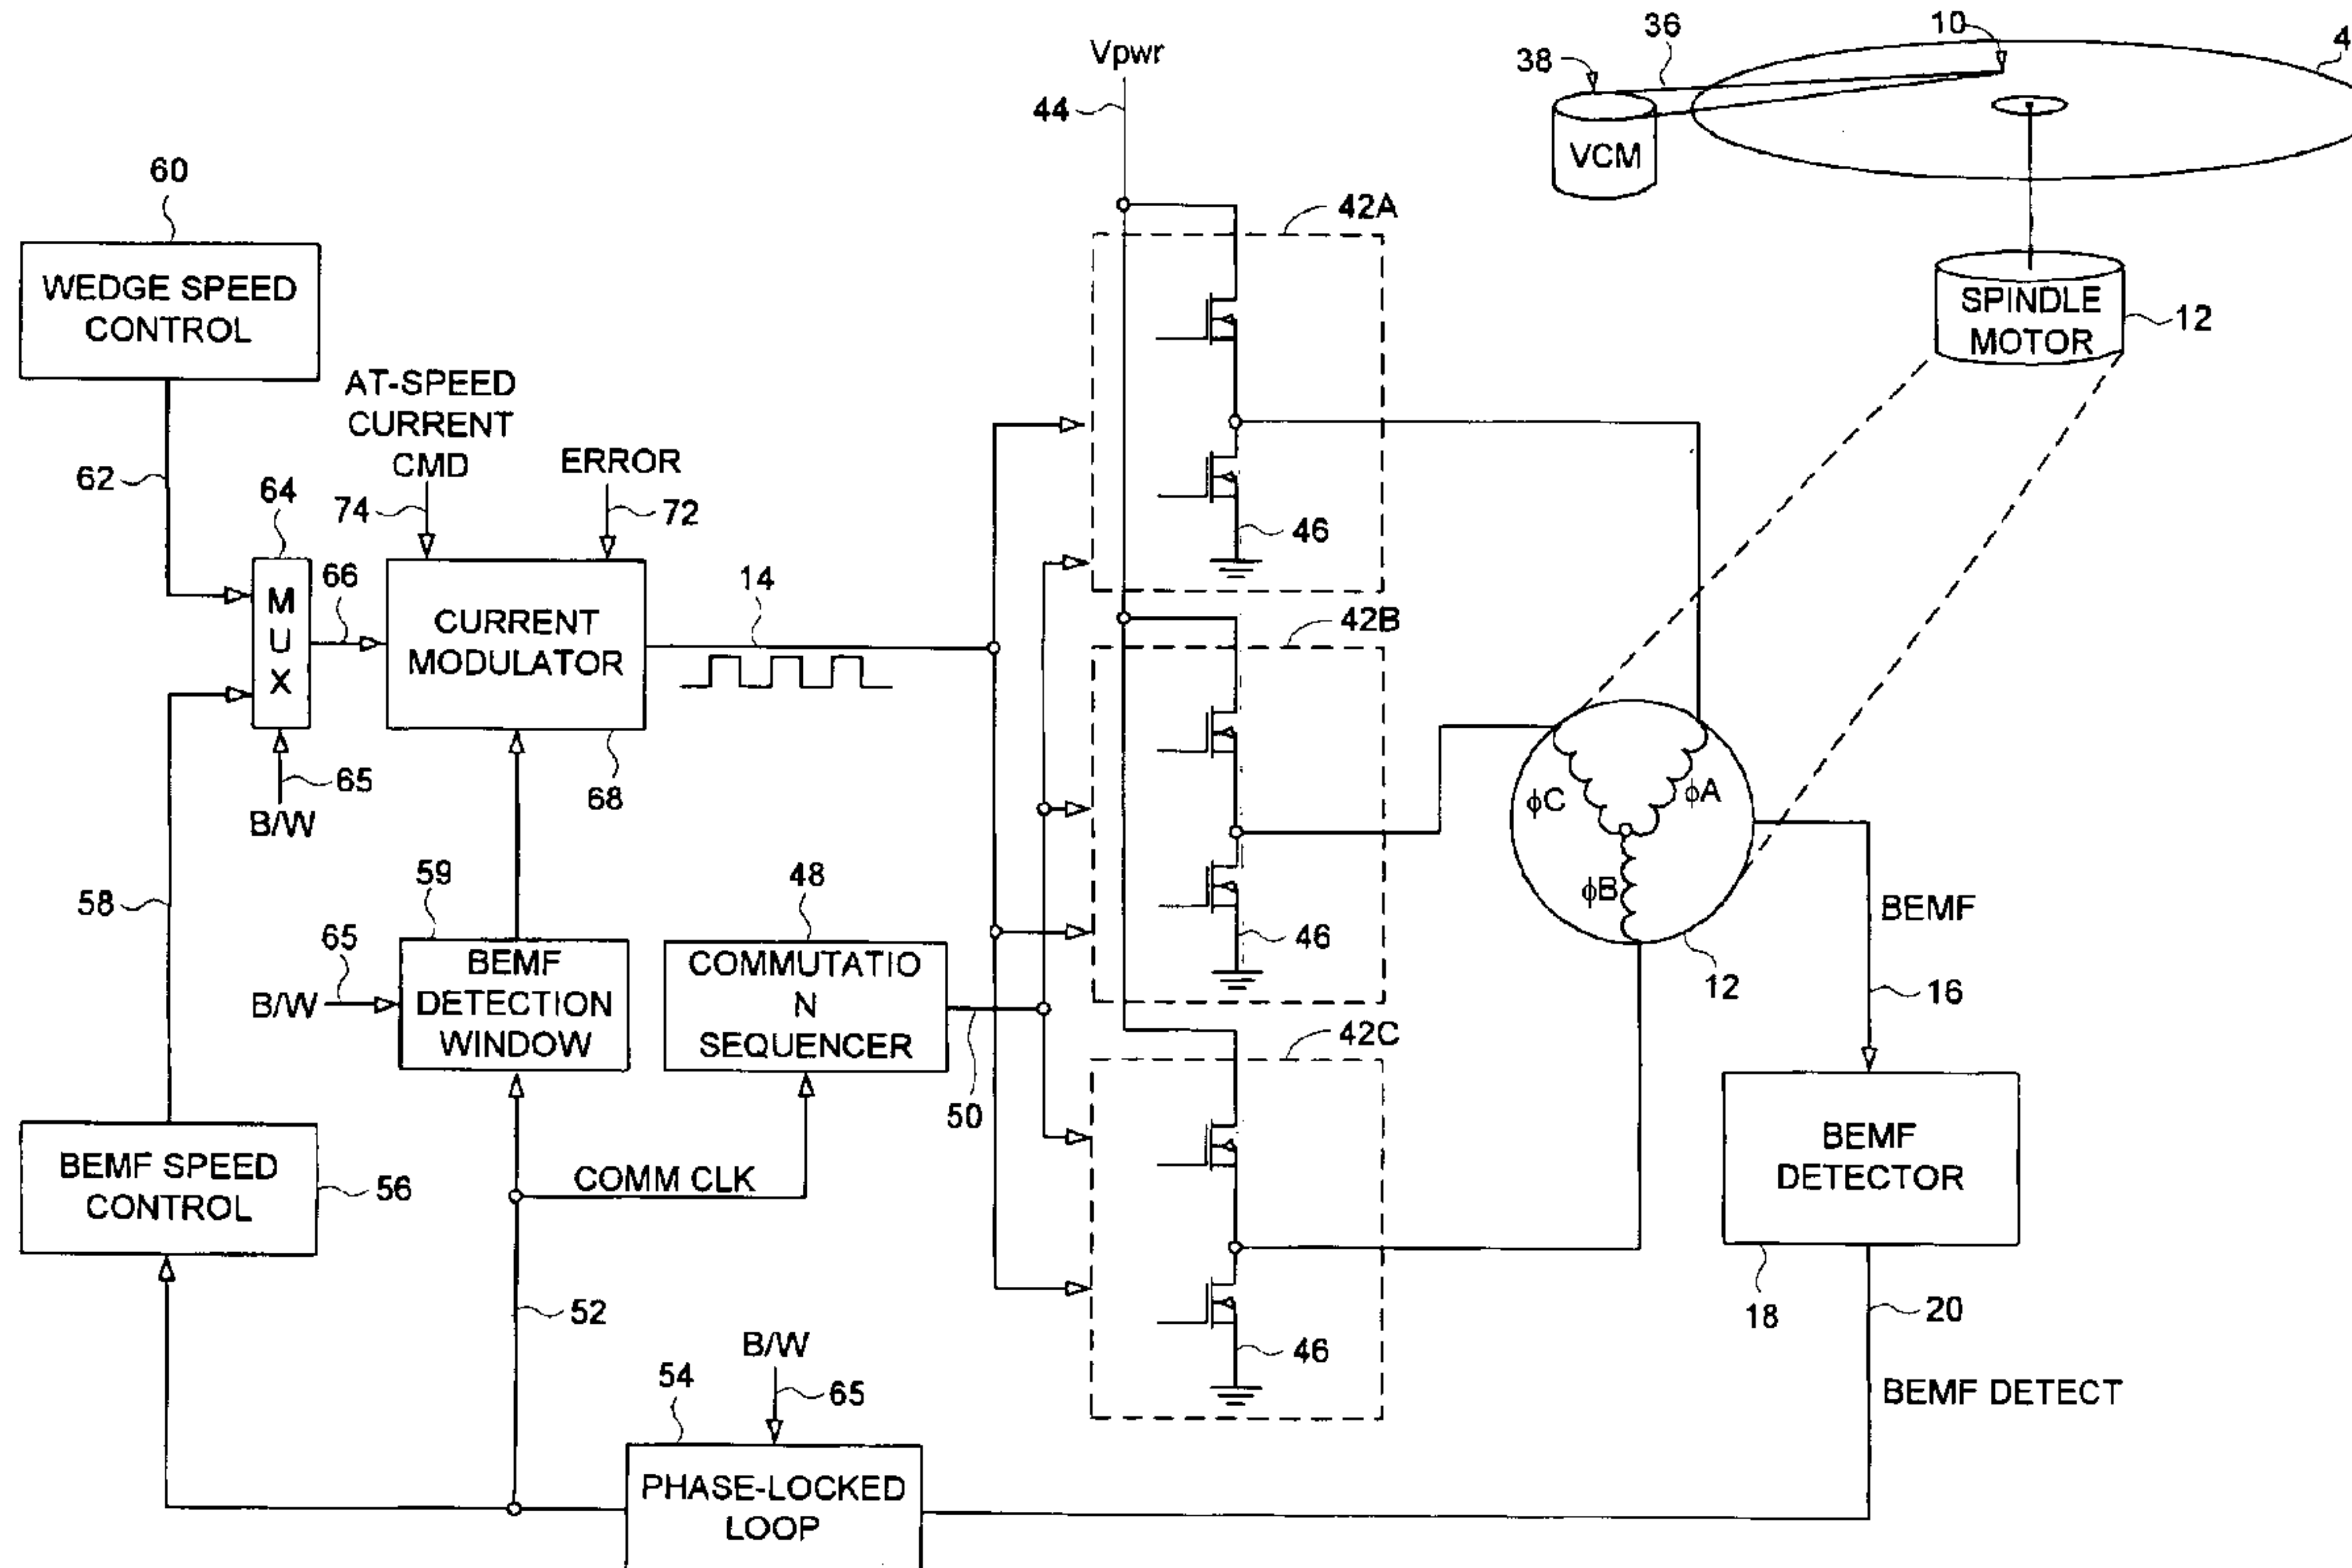 Vpwr
44
38
36
10
4
VCM
SPINDLE
MOTOR
12
60
WEDGE SPEED
CONTROL
62
AT-SPEED
CURRENT
CMD
74
ERROR
72
64
M
U
X
66
65
B/W
CURRENT
MODULATOR
68
14
42A
46
42B
46
42C
46
ϕC
ϕA
ϕB
12
BEMF
16
BEMF
DETECTOR
18
20
BEMF DETECT
58
59
65
B/W
BEMF
DETECTION
WINDOW
48
COMMUTATIO
N
SEQUENCER
50
BEMF SPEED
CONTROL
56
COMM CLK
52
B/W
65
54
PHASE-LOCKED
LOOP